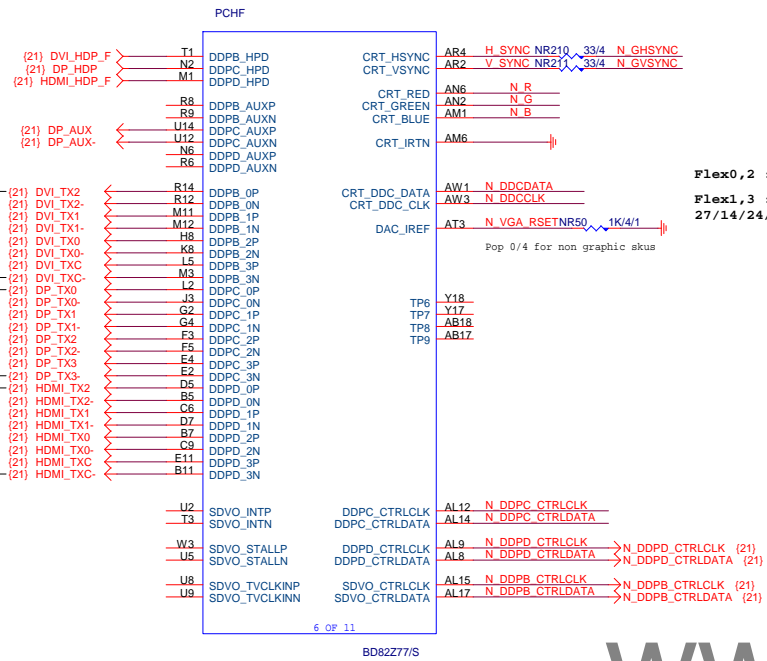 PCHF
{21} DVI_HDP_F T1 DDPB_HPD CRT_HSYNC AR4 H_SYNC NR210 33/4 N_GHSYNC
{21} DP_HDP N2 DDPC_HPD CRT_VSYNC AR2 V_SYNC NR211 33/4 N_GVSYNC
{21} HDMI_HDP_F M1 DDPD_HPD
CRT_RED AN6 N_R
R8 DDPB_AUXP CRT_GREEN AN2 N_G
R9 DDPB_AUXN CRT_BLUE AM1 N_B
{21} DP_AUX U14 DDPC_AUXP
{21} DP_AUX- U12 DDPC_AUXN CRT_IRTN AM6
N6 DDPD_AUXP
R6 DDPD_AUXN
Flex0,2
{21} DVI_TX2 R14 DDPB_0P CRT_DDC_DATA AW1 N_DDCDATA
{21} DVI_TX2- R12 DDPB_0N CRT_DDC_CLK AW3 N_DDCCLK
Flex1,3
{21} DVI_TX1 M11 DDPB_1P
27/14/24/
{21} DVI_TX1- M12 DDPB_1N DAC_IREF AT3 N_VGA_RSET NR50 1K/4/1
{21} DVI_TX0 H8 DDPB_2P
Pop 0/4 for non graphic skus
{21} DVI_TX0- K8 DDPB_2N
{21} DVI_TXC L5 DDPB_3P
{21} DVI_TXC- M3 DDPB_3N
{21} DP_TX0 L2 DDPC_0P
{21} DP_TX0- J3 DDPC_0N TP6 Y18
{21} DP_TX1 G2 DDPC_1P TP7 Y17
{21} DP_TX1- G4 DDPC_1N TP8 AB18
{21} DP_TX2 F3 DDPC_2P TP9 AB17
{21} DP_TX2- F5 DDPC_2N
{21} DP_TX3 E4 DDPC_3P
{21} DP_TX3- E2 DDPC_3N
{21} HDMI_TX2 D5 DDPD_0P
{21} HDMI_TX2- B5 DDPD_0N
{21} HDMI_TX1 C6 DDPD_1P
{21} HDMI_TX1- D7 DDPD_1N
{21} HDMI_TX0 B7 DDPD_2P
{21} HDMI_TX0- C9 DDPD_2N
{21} HDMI_TXC E11 DDPD_3P
{21} HDMI_TXC- B11 DDPD_3N
U2 SDVO_INTP DDPC_CTRLCLK AL12 N_DDPC_CTRLCLK
T3 SDVO_INTN DDPC_CTRLDATA AL14 N_DDPC_CTRLDATA
W3 SDVO_STALLP DDPD_CTRLCLK AL9 N_DDPD_CTRLCLK N_DDPD_CTRLCLK {21}
U5 SDVO_STALLN DDPD_CTRLDATA AL8 N_DDPD_CTRLDATA N_DDPD_CTRLDATA {21}
U8 SDVO_TVCLKINP SDVO_CTRLCLK AL15 N_DDPB_CTRLCLK N_DDPB_CTRLCLK {21}
U9 SDVO_TVCLKINN SDVO_CTRLDATA AL17 N_DDPB_CTRLDATA N_DDPB_CTRLDATA {21}
6 OF 11
BD82Z77/S